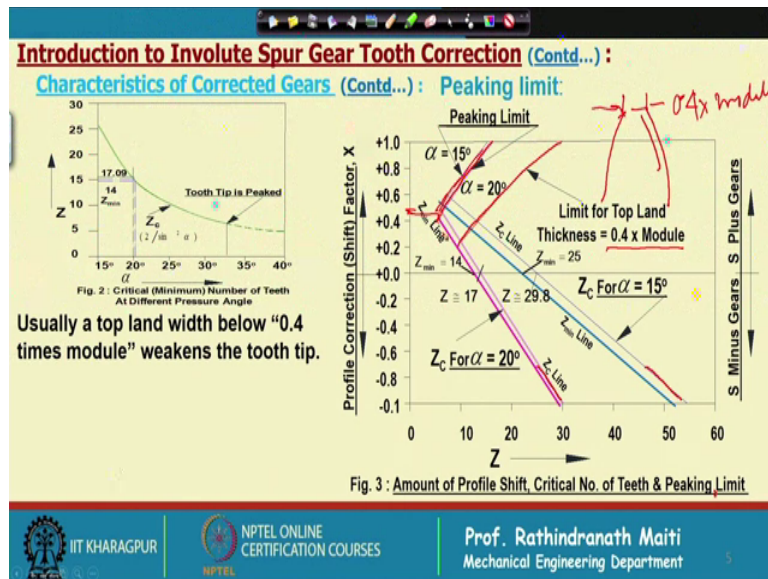 Introduction to Involute Spur Gear Tooth Correction (Contd...) :
Characteristics of Corrected Gears (Contd...) : Peaking limit:
30
25
20
15
10
5
0
Z
17.09
14
Zmin
Zc
(2/sin²α)
Tooth Tip is Peaked
15° 20° 25° 30° 35° 40°
α
Fig. 2 : Critical (Minimum) Number of Teeth
At Different Pressure Angle
Usually a top land width below “0.4
times module” weakens the tooth tip.
0.4 x module
Peaking Limit
Profile Correction (Shift) Factor, X
+1.0
+0.8
+0.6
+0.4
+0.2
+0.0
-0.2
-0.4
-0.6
-0.8
-0.1
α = 15°
α = 20°
Limit for Top Land
Thickness = 0.4 x Module
Zmin Line
Zc Line
Zmin = 14
Zmin = 25
Z ≅ 17
Z ≅ 29.8
Zc For α = 15°
Zmin Line
Zc For α = 20°
Zc Line
S Minus Gears
S Plus Gears
0 10 20 30 40 50 60
Z
Fig. 3 : Amount of Profile Shift, Critical No. of Teeth & Peaking Limit
IIT KHARAGPUR
NPTEL
NPTEL ONLINE
CERTIFICATION COURSES
Prof. Rathindranath Maiti
Mechanical Engineering Department
5